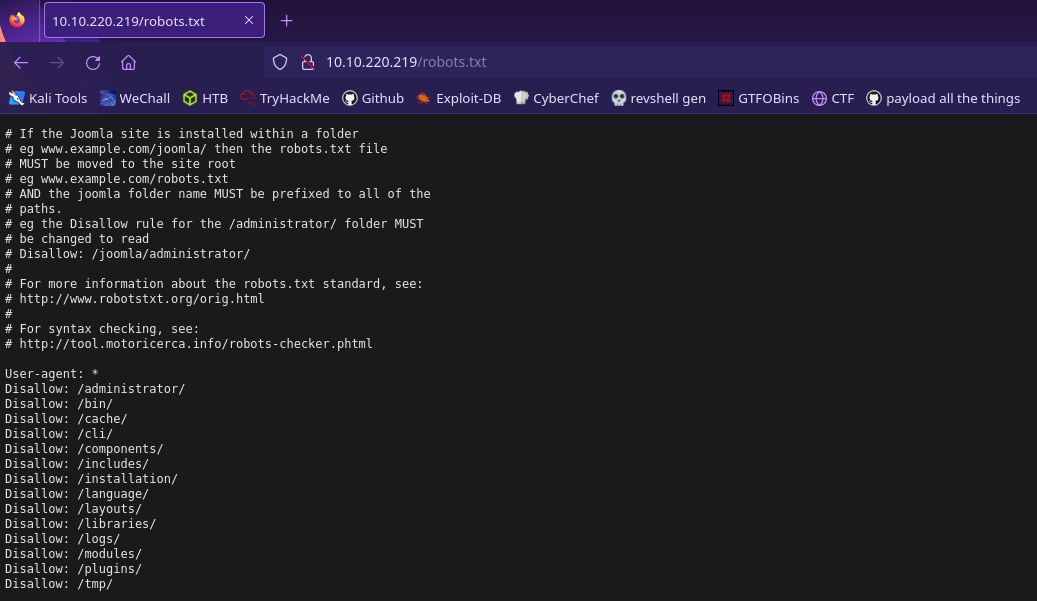 10.10.220.219/robots.txt
10.10.220.219/robots.txt
Kali Tools WeChall HTB TryHackMe Github Exploit-DB CyberChef revshell gen GTFOBins CTF payload all the things
# If the Joomla site is installed within a folder
# eg www.example.com/joomla/ then the robots.txt file
# MUST be moved to the site root
# eg www.example.com/robots.txt
# AND the joomla folder name MUST be prefixed to all of the
# paths.
# eg the Disallow rule for the /administrator/ folder MUST
# be changed to read
# Disallow: /joomla/administrator/
#
# For more information about the robots.txt standard, see:
# http://www.robotstxt.org/orig.html
#
# For syntax checking, see:
# http://tool.motoricerca.info/robots-checker.phtml
User-agent: *
Disallow: /administrator/
Disallow: /bin/
Disallow: /cache/
Disallow: /cli/
Disallow: /components/
Disallow: /includes/
Disallow: /installation/
Disallow: /language/
Disallow: /layouts/
Disallow: /libraries/
Disallow: /logs/
Disallow: /modules/
Disallow: /plugins/
Disallow: /tmp/